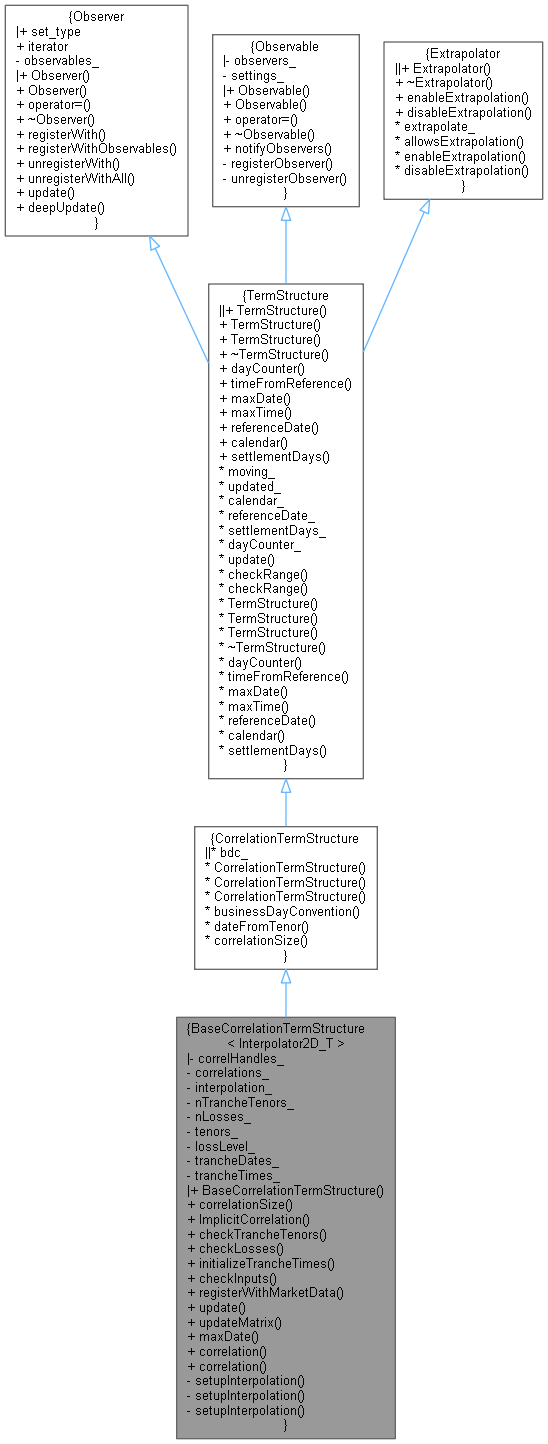 {Observer
|+ set_type
+ iterator
- observables_
|+ Observer()
+ Observer()
+ operator=()
+ ~Observer()
+ registerWith()
+ registerWithObservables()
+ unregisterWith()
+ unregisterWithAll()
+ update()
+ deepUpdate()
}
{Observable
|- observers_
- settings_
|+ Observable()
+ Observable()
+ operator=()
+ ~Observable()
+ notifyObservers()
- registerObserver()
- unregisterObserver()
}
{Extrapolator
||+ Extrapolator()
+ ~Extrapolator()
+ enableExtrapolation()
+ disableExtrapolation()
* extrapolate_
* allowsExtrapolation()
* enableExtrapolation()
* disableExtrapolation()
}
{TermStructure
||+ TermStructure()
+ TermStructure()
+ TermStructure()
+ ~TermStructure()
+ dayCounter()
+ timeFromReference()
+ maxDate()
+ maxTime()
+ referenceDate()
+ calendar()
+ settlementDays()
* moving_
* updated_
* calendar_
* referenceDate_
* settlementDays_
* dayCounter_
* update()
* checkRange()
* checkRange()
* TermStructure()
* TermStructure()
* TermStructure()
* ~TermStructure()
* dayCounter()
* timeFromReference()
* maxDate()
* maxTime()
* referenceDate()
* calendar()
* settlementDays()
}
{CorrelationTermStructure
||* bdc_
* CorrelationTermStructure()
* CorrelationTermStructure()
* CorrelationTermStructure()
* businessDayConvention()
* dateFromTenor()
* correlationSize()
}
{BaseCorrelationTermStructure
< Interpolator2D_T >
|- correlHandles_
- correlations_
- interpolation_
- nTrancheTenors_
- nLosses_
- tenors_
- lossLevel_
- trancheDates_
- trancheTimes_
|+ BaseCorrelationTermStructure()
+ correlationSize()
+ ImplicitCorrelation()
+ checkTrancheTenors()
+ checkLosses()
+ initializeTrancheTimes()
+ checkInputs()
+ registerWithMarketData()
+ update()
+ updateMatrix()
+ maxDate()
+ correlation()
+ correlation()
- setupInterpolation()
- setupInterpolation()
- setupInterpolation()
}